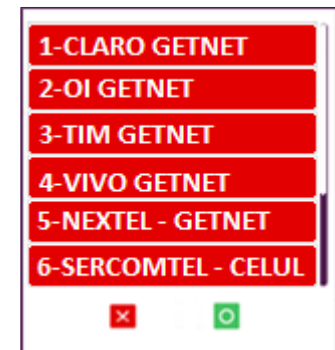 1-CLARO GETNET
2-OI GETNET
3-TIM GETNET
4-VIVO GETNET
5-NEXTEL - GETNET
6-SERCOMTEL - CELUL